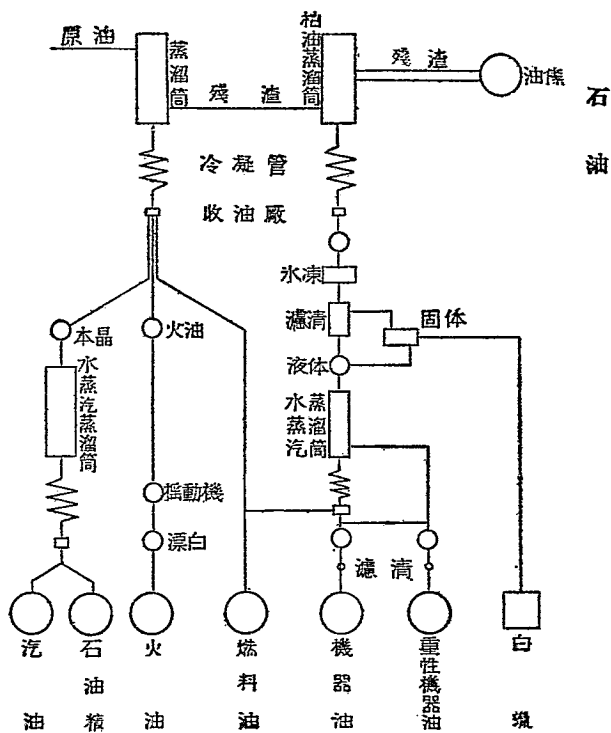 石油
原油
蒸溜筒
殘渣
柏油蒸溜筒
殘渣
油焦
冷凝管
收油厰
氷凍
濾清
固体
液体
本晶
火油
水蒸汽蒸溜筒
水蒸汽蒸溜筒
搖動機
漂白
濾清
汽油
石油精
火油
燃料油
機器油
重性機器油
白蠟